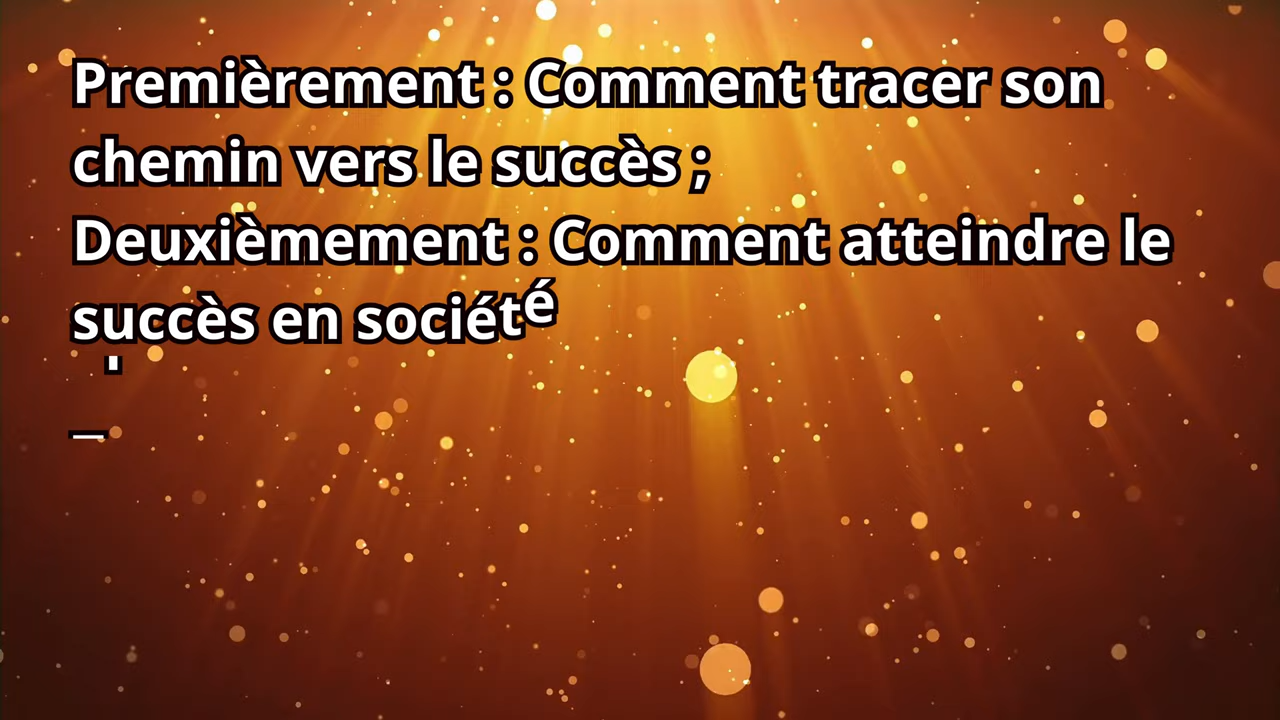 Premièrement : Comment tracer son
chemin vers le succès ;
Deuxièmement : Comment atteindre le
succès en société